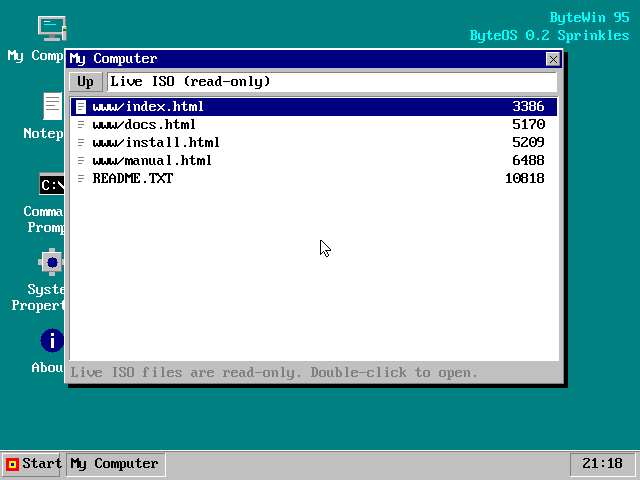 ByteWin 95
ByteOS 0.2 Sprinkles
My Computer
Up Live ISO (read-only)
www/index.html 3386
www/docs.html 5170
www/install.html 5209
www/manual.html 6488
README.TXT 10818
Live ISO files are read-only. Double-click to open.
My Comp
Notep
C:\
Comma
Promp
Syste
Propert
i
Abou
Start My Computer 21:18